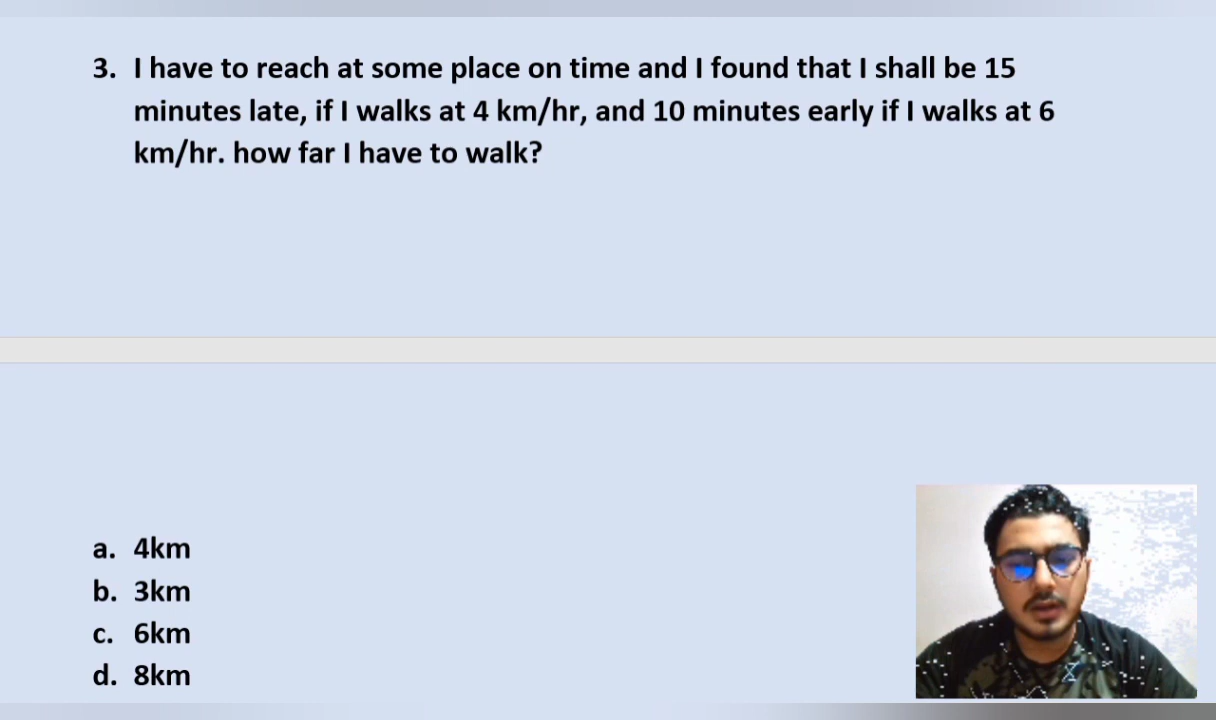 3. I have to reach at some place on time and I found that I shall be 15
minutes late, if I walks at 4 km/hr, and 10 minutes early if I walks at 6
km/hr. how far I have to walk?
a. 4km
b. 3km
c. 6km
d. 8km